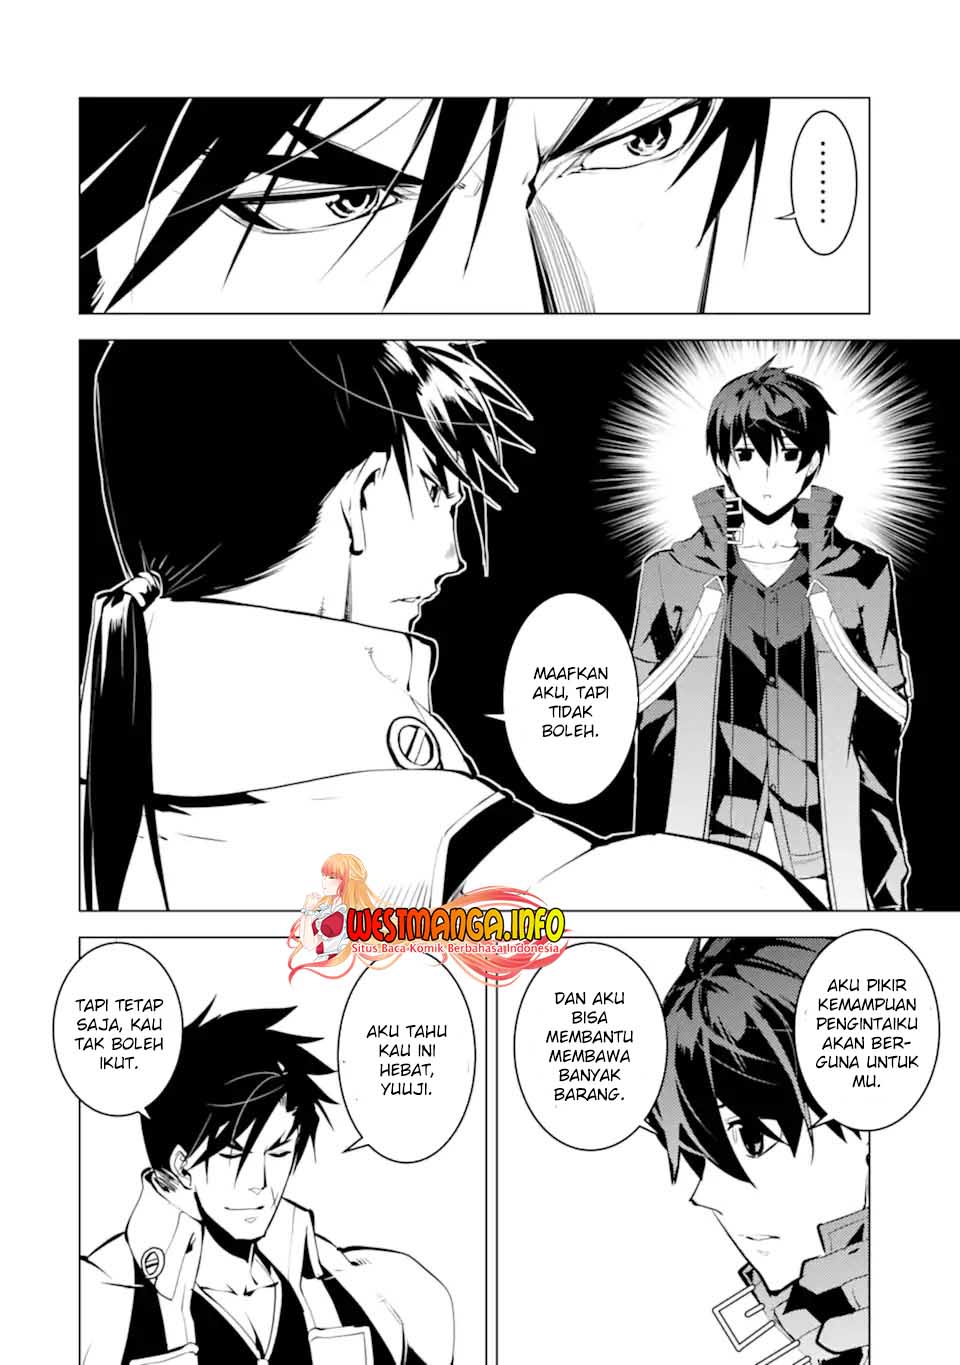 .........
MAAFKAN
AKU, TAPI
TIDAK
BOLEH.
WESTMANGA.INFO
Situs Baca Komik Berbahasa Indonesia
AKU PIKIR
KEMAMPUAN
PENGINTAIKU
AKAN BER-
GUNA UNTUK
MU.
DAN AKU
BISA
MEMBANTU
MEMBAWA
BANYAK
BARANG.
AKU TAHU
KAU INI
HEBAT,
YUUJI.
TAPI TETAP
SAJA, KAU
TAK BOLEH
IKUT.